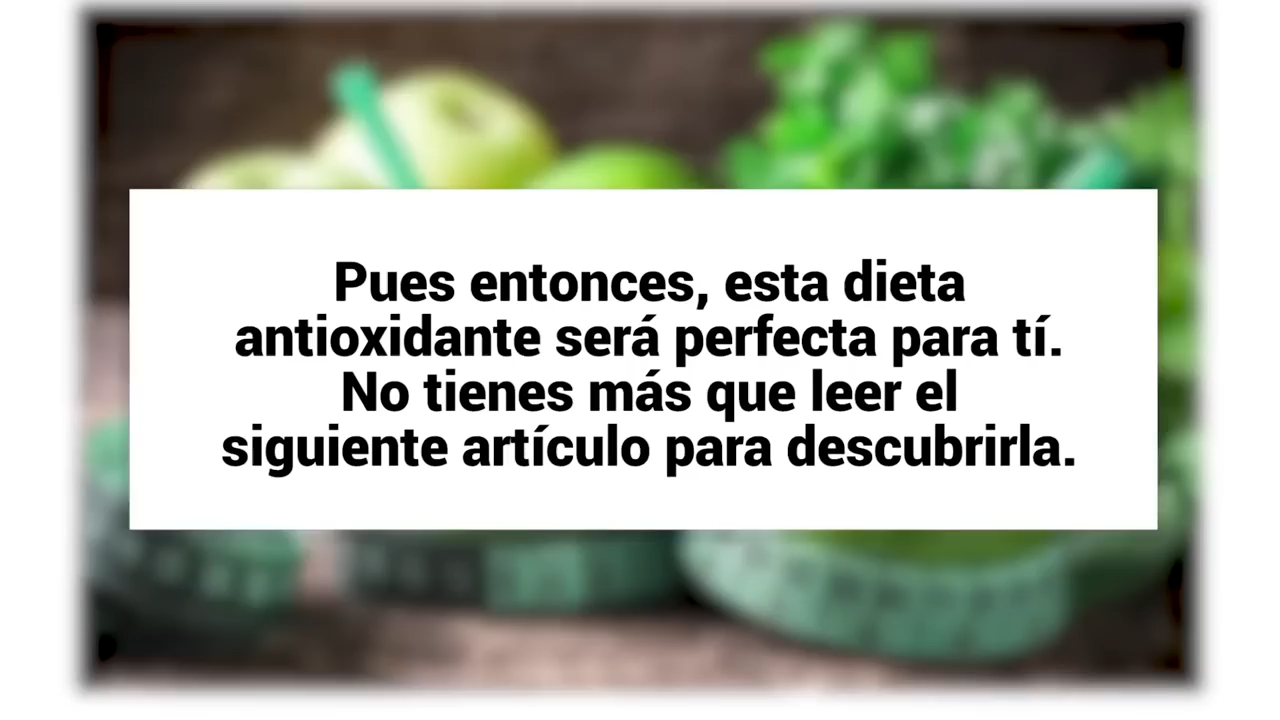 Pues entonces, esta dieta
antioxidante será perfecta para tí.
No tienes más que leer el
siguiente artículo para descubrirla.